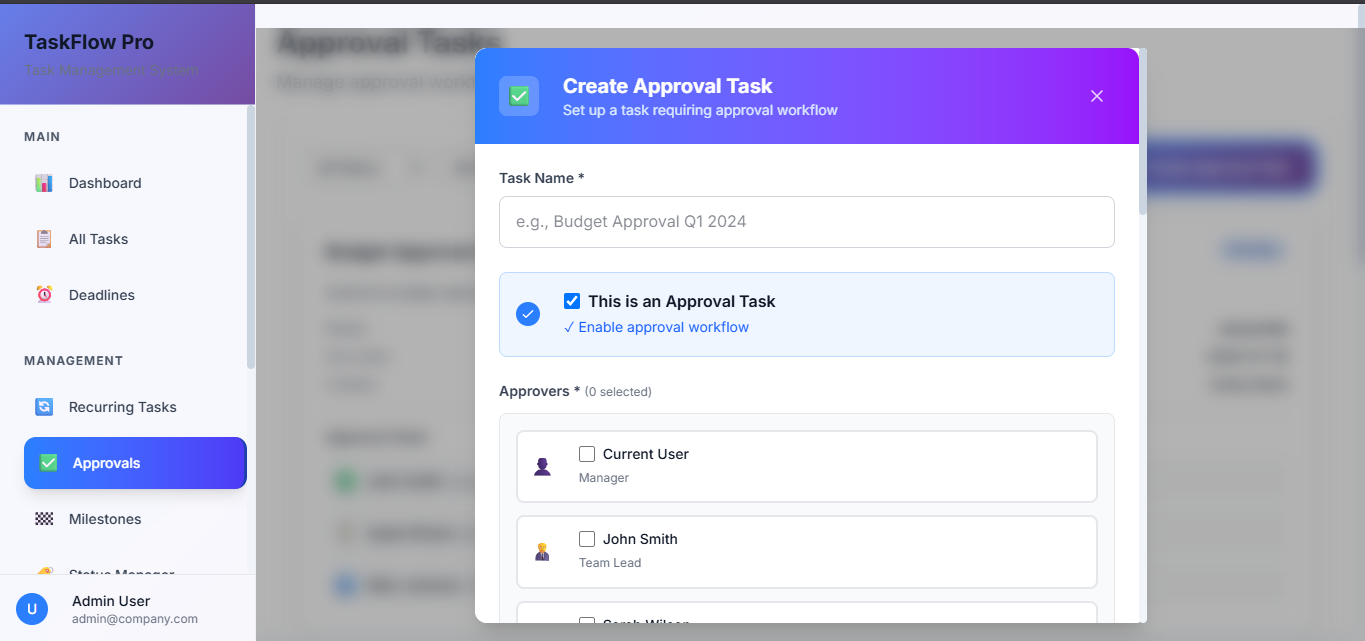 TaskFlow Pro
Task Management System
MAIN
Dashboard
All Tasks
Deadlines
MANAGEMENT
Recurring Tasks
Approvals
Milestones
Status Manager
U
Admin User
admin@company.com
Approval Tasks
Manage approval
Create Approval Task
Set up a task requiring approval workflow
Task Name *
e.g., Budget Approval Q1 2024
This is an Approval Task
✓ Enable approval workflow
Approvers * (0 selected)
Current User
Manager
John Smith
Team Lead
Sarah Wilson